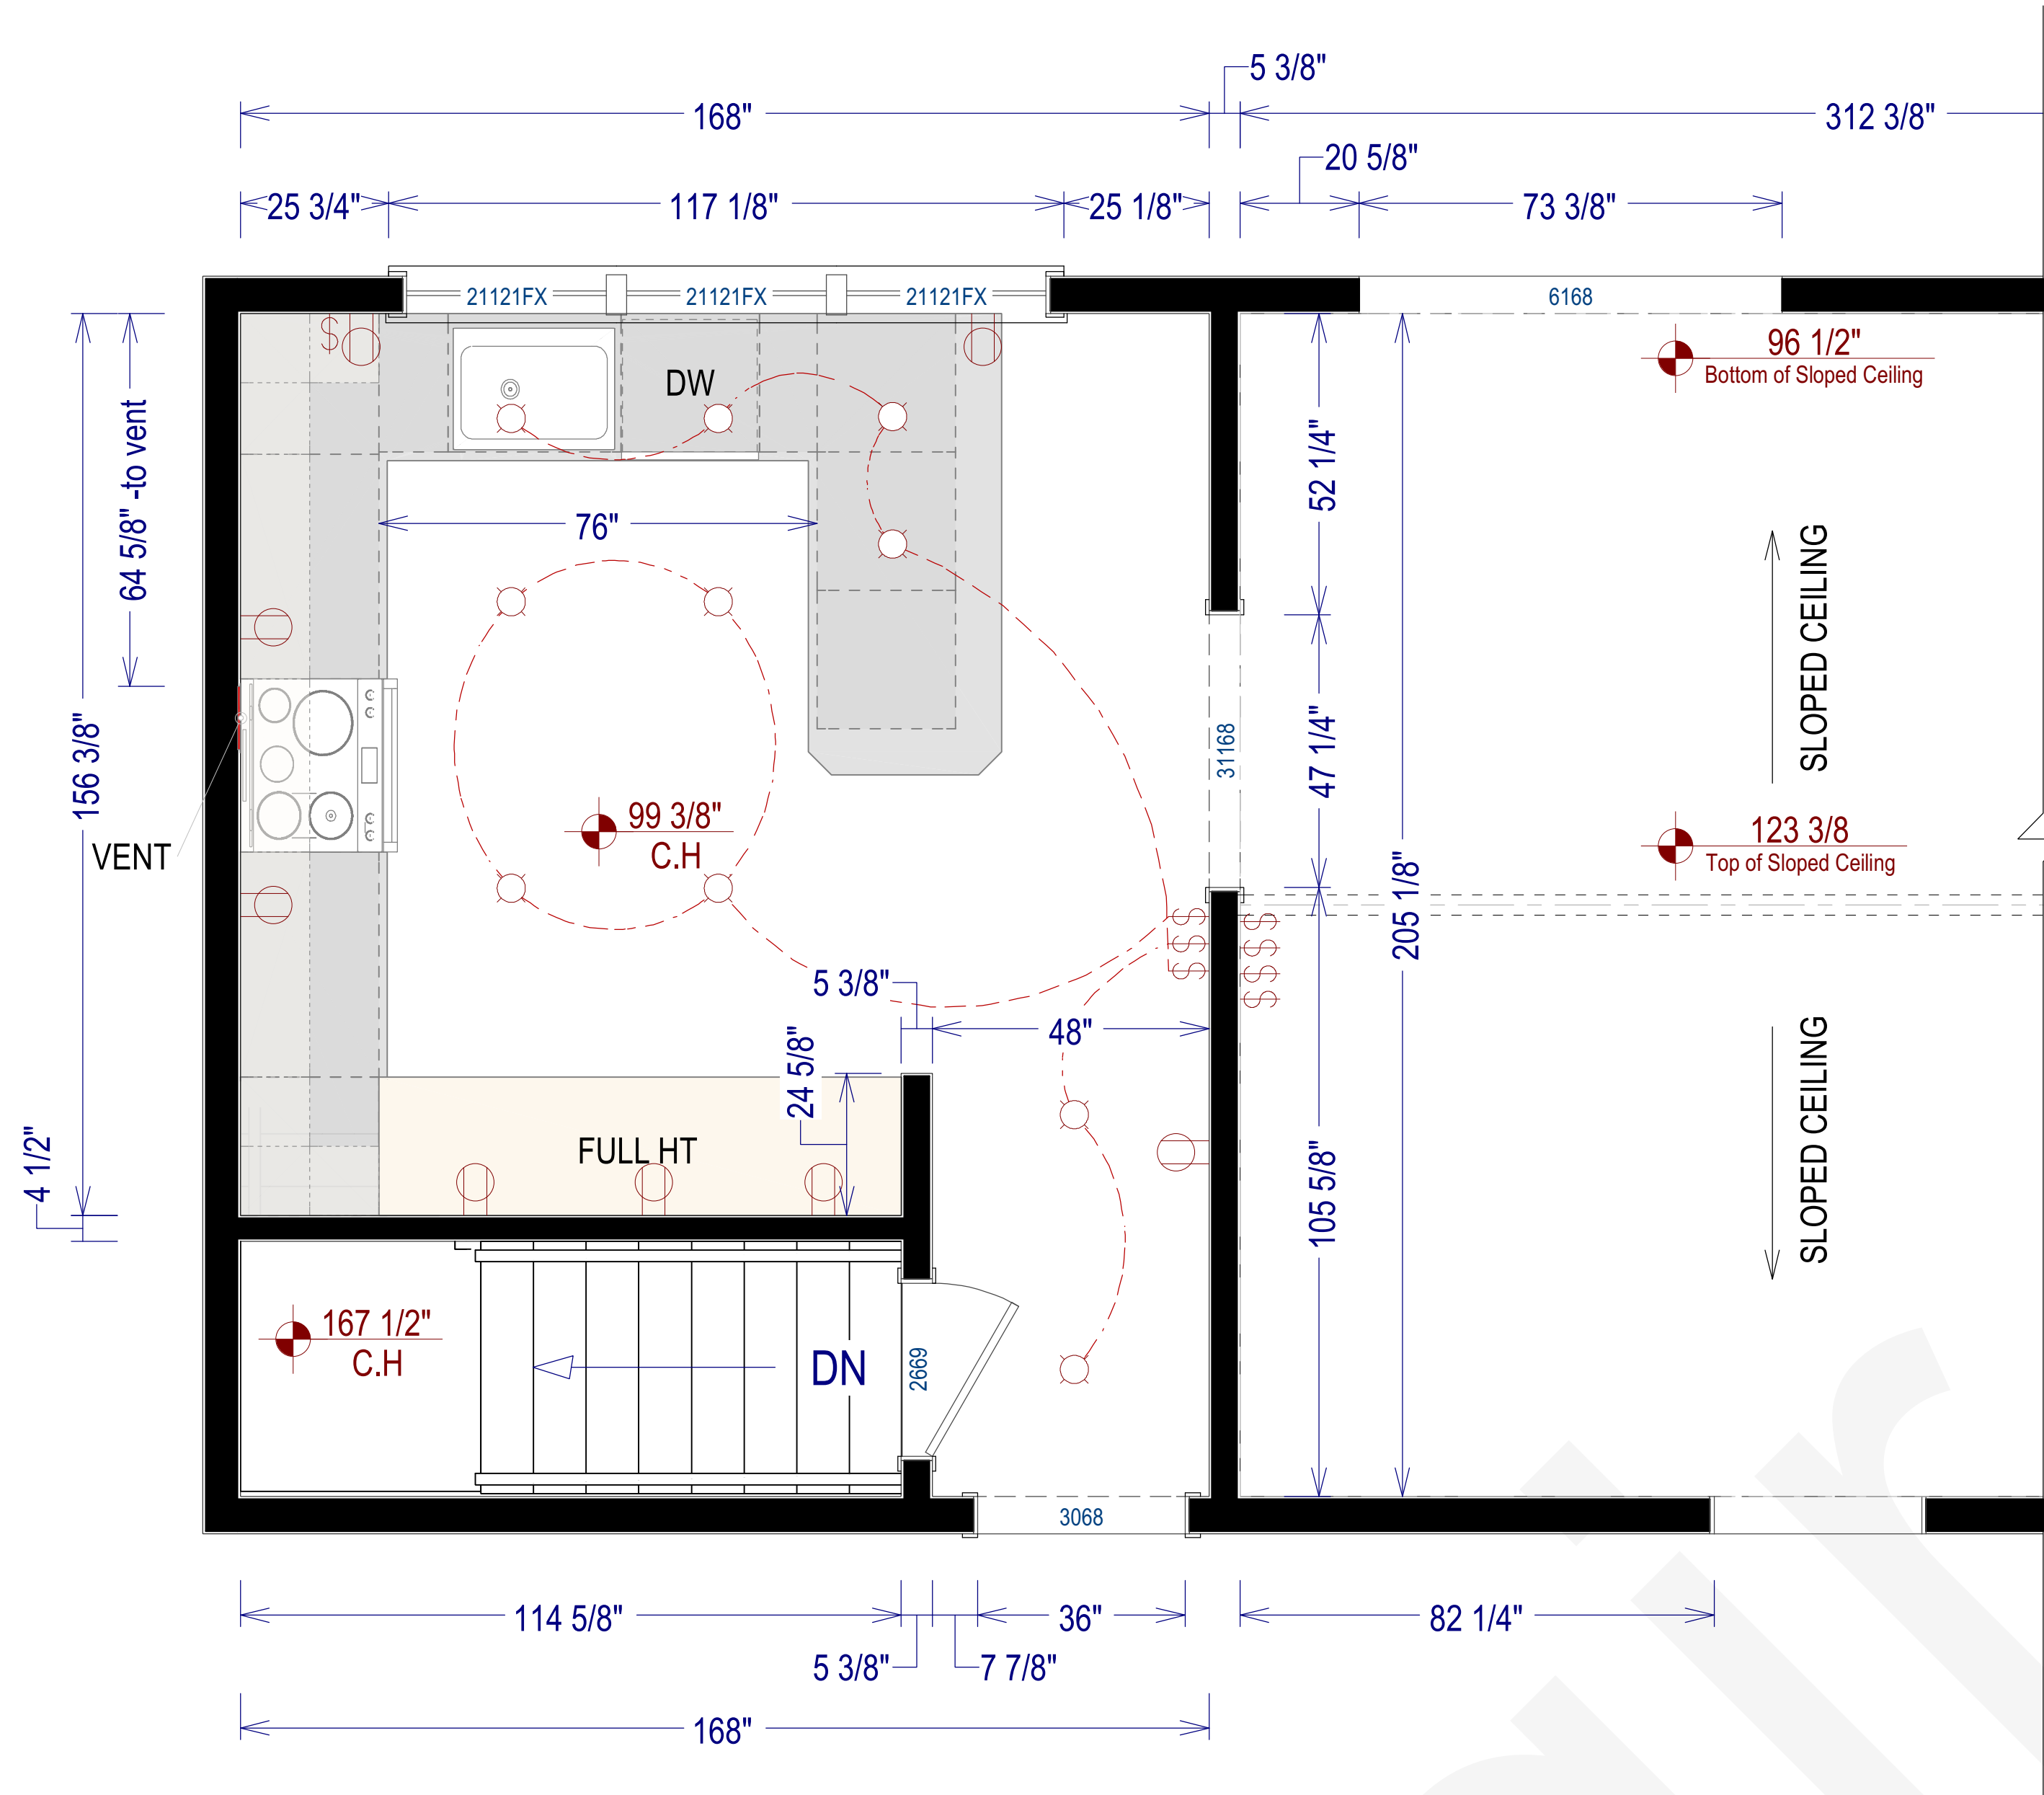 5 3/8"
168"
312 3/8"
20 5/8"
25 3/4"
117 1/8"
25 1/8"
73 3/8"
21121FX
21121FX
21121FX
6168
$
96 1/2"
Bottom of Sloped Ceiling
DW
64 5/8" -to vent
52 1/4"
76"
SLOPED CEILING
156 3/8"
31168
47 1/4"
99 3/8"
C.H
123 3/8
Top of Sloped Ceiling
VENT
205 1/8"
$$$
$$$$
5 3/8"
48"
24 5/8"
SLOPED CEILING
4 1/2"
FULL HT
105 5/8"
167 1/2"
C.H
DN
2669
3068
114 5/8"
36"
82 1/4"
5 3/8"
7 7/8"
168"